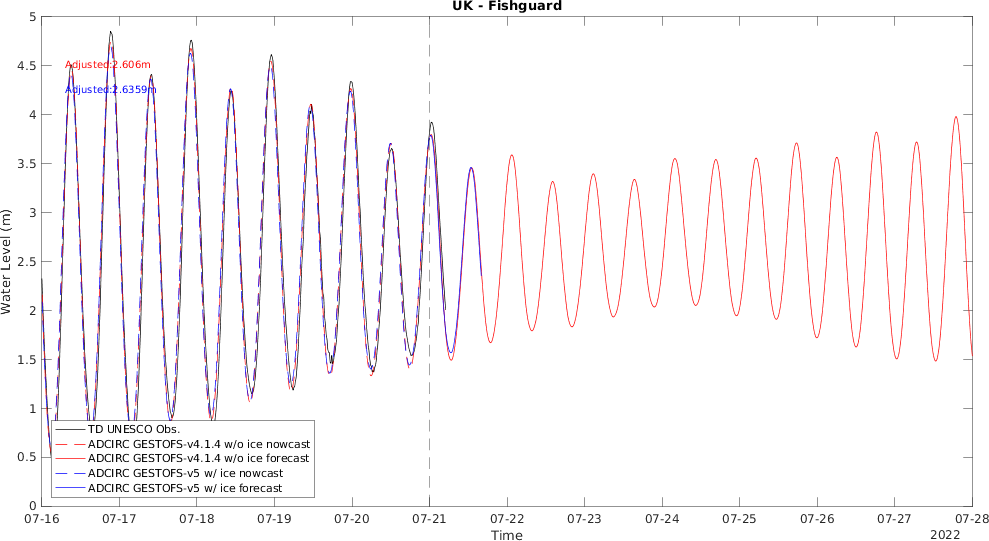 UK - Fishguard
5
4.5
4
3.5
3
2.5
2
1.5
1
0.5
0
Water Level (m)
Adjusted:2.606m
Adjusted:2.6359m
TD UNESCO Obs.
ADCIRC GESTOFS-v4.1.4 w/o ice nowcast
ADCIRC GESTOFS-v4.1.4 w/o ice forecast
ADCIRC GESTOFS-v5 w/ ice nowcast
ADCIRC GESTOFS-v5 w/ ice forecast
07-16 07-17 07-18 07-19 07-20 07-21 07-22 07-23 07-24 07-25 07-26 07-27 07-28
Time
2022